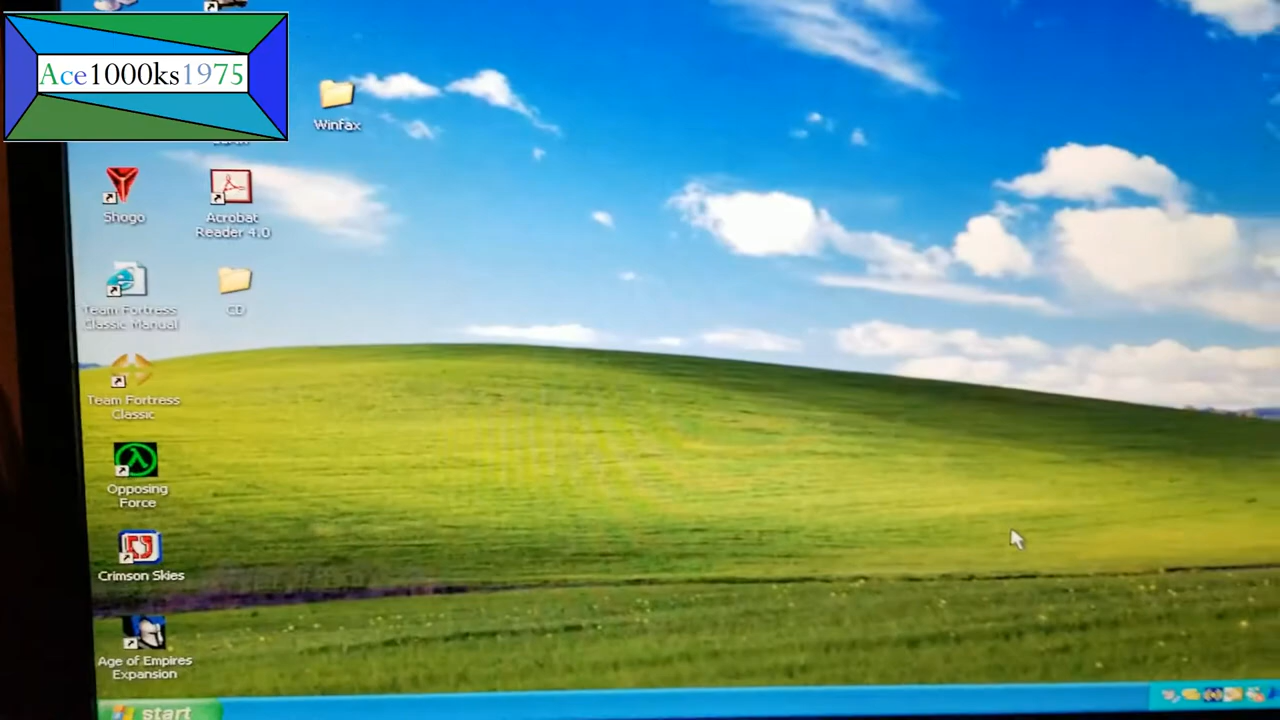 Ace1000ks1975
Winfax
Shogo
Acrobat
Reader 4.0
Team Fortress
Classic Manual
CD
Team Fortress
Classic
Opposing
Force
Crimson Skies
Age of Empires
Expansion
start